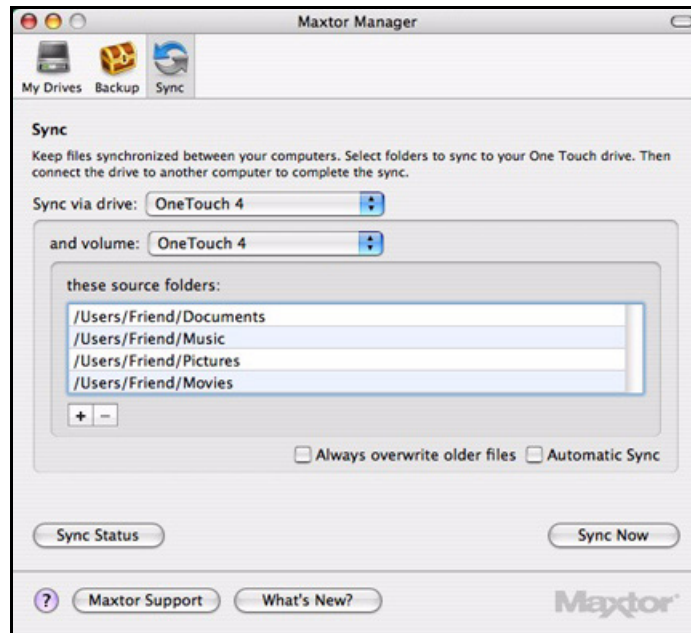 Maxtor Manager
My Drives Backup Sync
Sync
Keep files synchronized between your computers. Select folders to sync to your One Touch drive. Then
connect the drive to another computer to complete the sync.
Sync via drive: OneTouch 4
and volume: OneTouch 4
these source folders:
/Users/Friend/Documents
/Users/Friend/Music
/Users/Friend/Pictures
/Users/Friend/Movies
+ −
Always overwrite older files Automatic Sync
Sync Status Sync Now
? Maxtor Support What's New? Maxtor